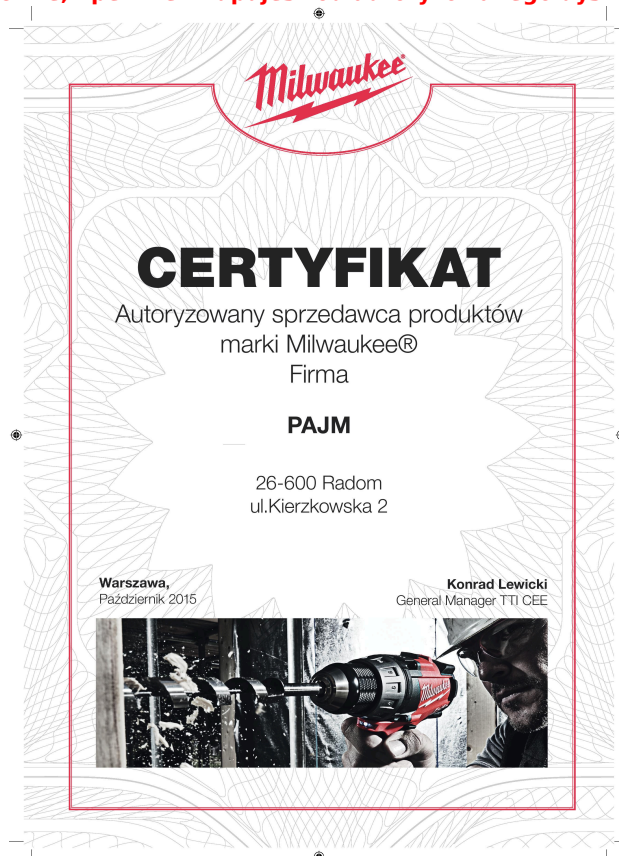 Milwaukee
CERTYFIKAT
Autoryzowany sprzedawca produktów
marki Milwaukee®
Firma
PAJM
26-600 Radom
ul.Kierzkowska 2
Warszawa,
Październik 2015
Konrad Lewicki
General Manager TTI CEE
Milwaukee